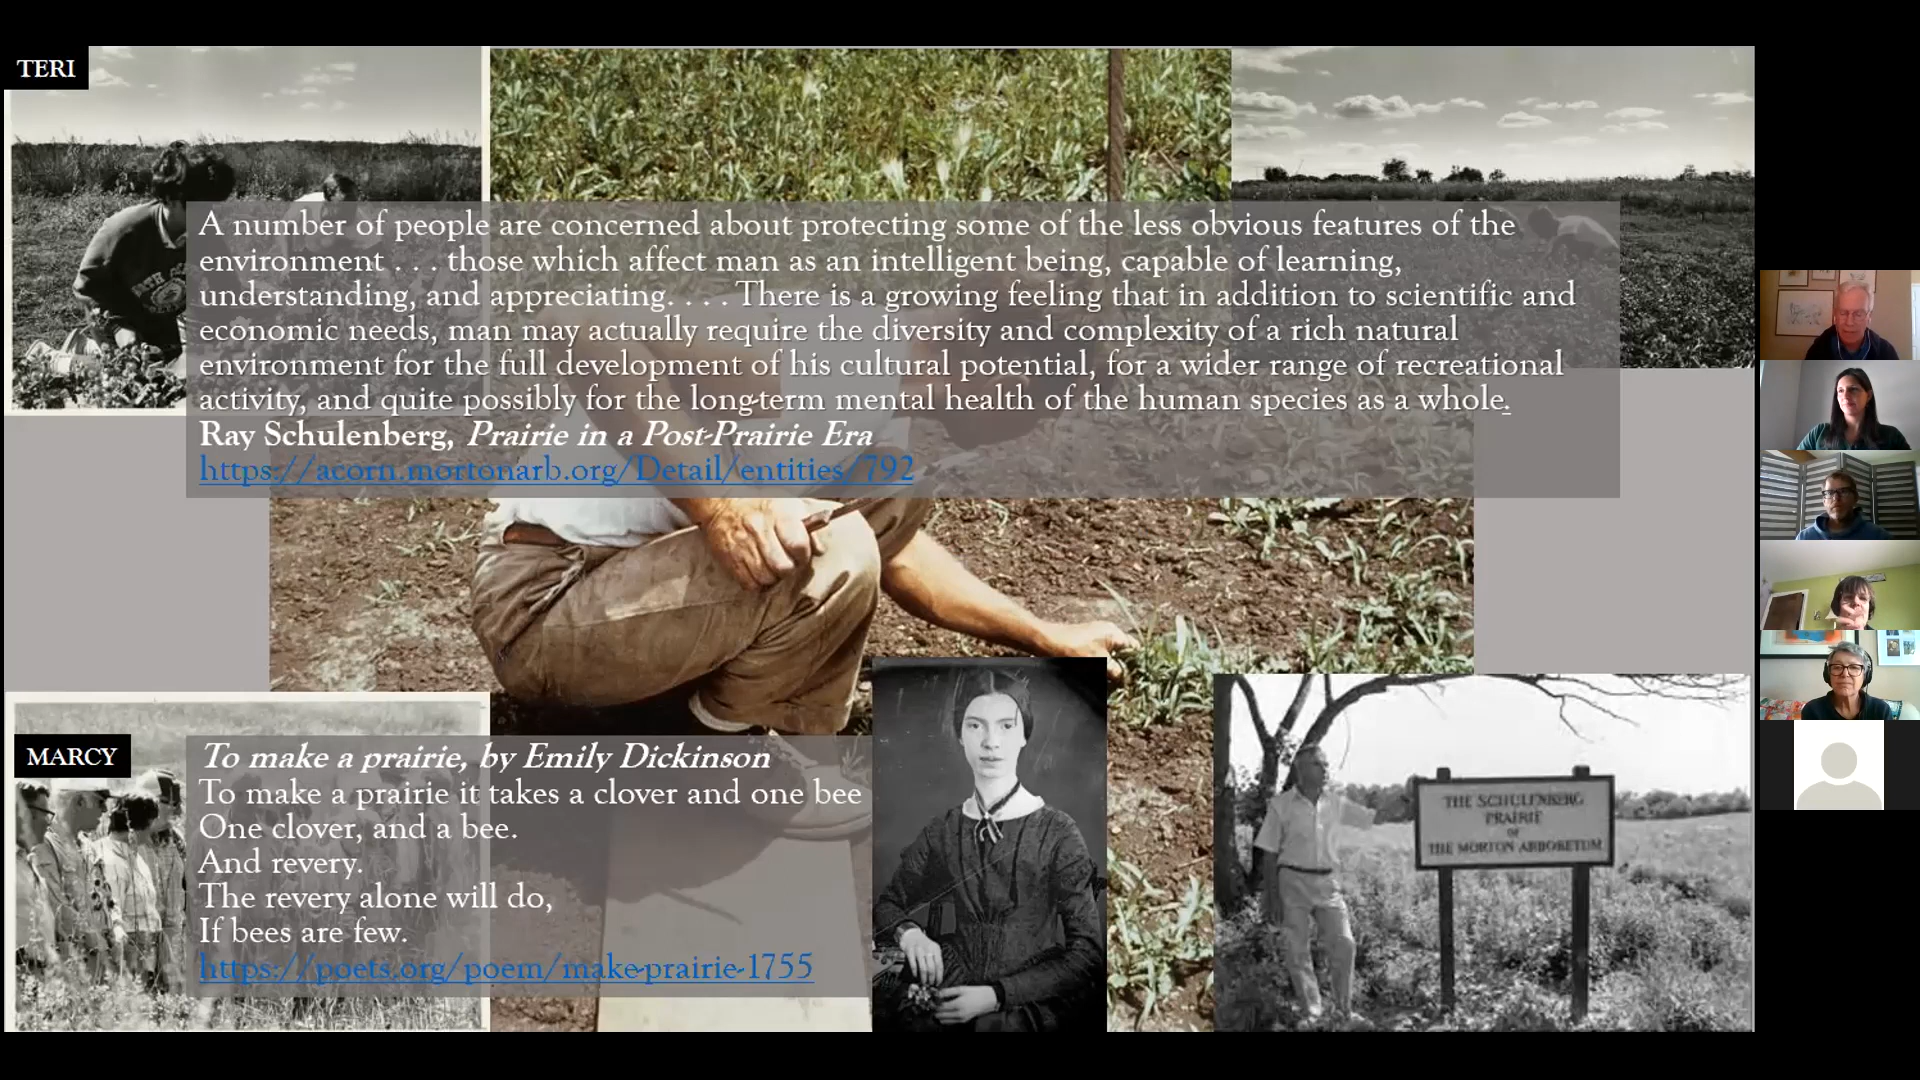 TERI
A number of people are concerned about protecting some of the less obvious features of the
environment . . . those which affect man as an intelligent being, capable of learning,
understanding, and appreciating. . . . There is a growing feeling that in addition to scientific and
economic needs, man may actually require the diversity and complexity of a rich natural
environment for the full development of his cultural potential, for a wider range of recreational
activity, and quite possibly for the long-term mental health of the human species as a whole.
Ray Schulenberg, Prairie in a Post-Prairie Era
https://acorn.mortonarb.org/Detail/entities/792
MARCY
To make a prairie, by Emily Dickinson
To make a prairie it takes a clover and one bee
One clover, and a bee.
And revery.
The revery alone will do,
If bees are few.
https://poets.org/poem/make-prairie-1755
THE SCHULENBERG
PRAIRIE
OF
THE MORTON ARBORETUM